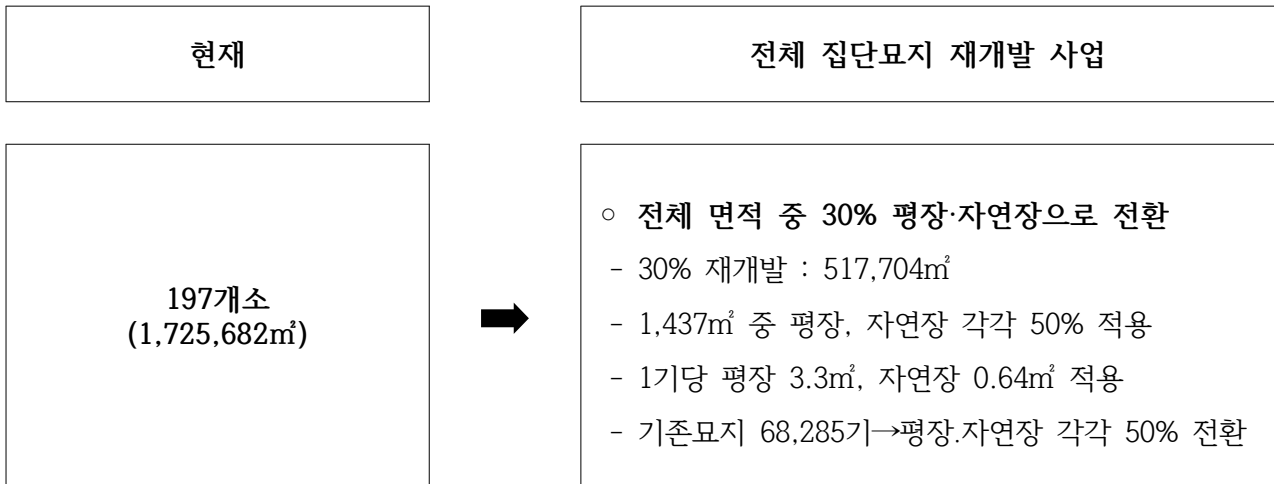 현재
전체 집단묘지 재개발 사업
197개소
(1,725,682㎡)
○ 전체 면적 중 30% 평장·자연장으로 전환
- 30% 재개발 : 517,704㎡
- 1,437㎡ 중 평장, 자연장 각각 50% 적용
- 1기당 평장 3.3㎡, 자연장 0.64㎡ 적용
- 기존묘지 68,285기→평장.자연장 각각 50% 전환